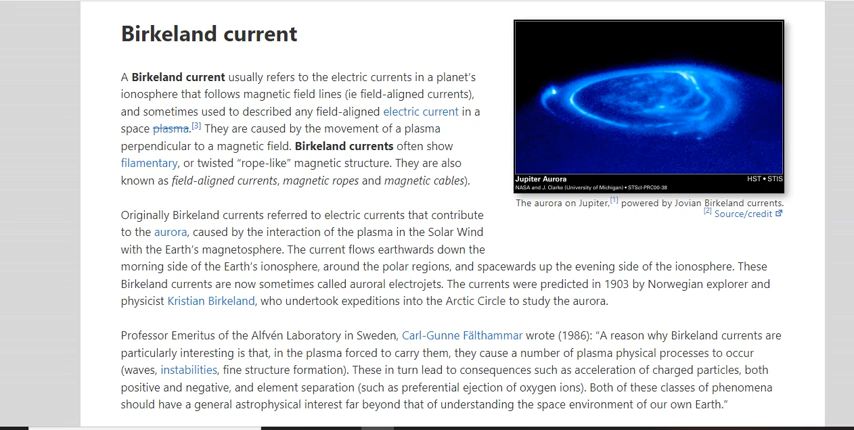 Birkeland current
A Birkeland current usually refers to the electric currents in a planet's
ionosphere that follows magnetic field lines (ie field-aligned currents),
and sometimes used to described any field-aligned electric current in a
space plasma.[3] They are caused by the movement of a plasma
perpendicular to a magnetic field. Birkeland currents often show
filamentary, or twisted "rope-like" magnetic structure. They are also
known as field-aligned currents, magnetic ropes and magnetic cables).
Jupiter Aurora
HST • STIS
NASA and J. Clarke (University of Michigan) • STScI-PRC00-38
The aurora on Jupiter.[1] powered by Jovian Birkeland currents.
[2] Source/credit
Originally Birkeland currents referred to electric currents that contribute
to the aurora, caused by the interaction of the plasma in the Solar Wind
with the Earth's magnetosphere. The current flows earthwards down the
morning side of the Earth's ionosphere, around the polar regions, and spacewards up the evening side of the ionosphere. These
Birkeland currents are now sometimes called auroral electrojets. The currents were predicted in 1903 by Norwegian explorer and
physicist Kristian Birkeland, who undertook expeditions into the Arctic Circle to study the aurora.
Professor Emeritus of the Alfvén Laboratory in Sweden, Carl-Gunne Fälthammar wrote (1986): "A reason why Birkeland currents are
particularly interesting is that, in the plasma forced to carry them, they cause a number of plasma physical processes to occur
(waves, instabilities, fine structure formation). These in turn lead to consequences such as acceleration of charged particles, both
positive and negative, and element separation (such as preferential ejection of oxygen ions). Both of these classes of phenomena
should have a general astrophysical interest far beyond that of understanding the space environment of our own Earth."